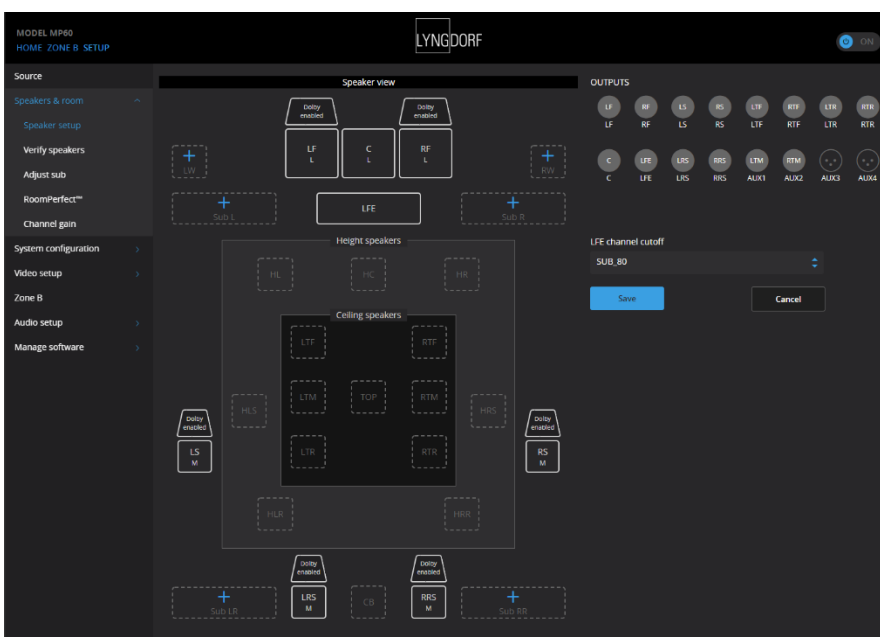 MODEL MP60
HOME ZONE B SETUP
LYNGDORF
ON
Source
Speakers & room
Speaker setup
Verify speakers
Adjust sub
RoomPerfect™
Channel gain
System configuration
Video setup
Zone B
Audio setup
Manage software
Speaker view
Dolby enabled
Dolby enabled
LF L
C L
RF L
+ LW
+ RW
+ Sub L
LFE
+ Sub R
Height speakers
HL
HC
HR
Ceiling speakers
LTF
RTF
HLS
LTM
TOP
RTM
HRS
Dolby enabled
LS M
Dolby enabled
RS M
LTR
RTR
HLR
HRR
Dolby enabled
Dolby enabled
+ Sub LR
LRS M
CB
RRS M
+ Sub RR
OUTPUTS
LF RF LS RS LTF RTF LTR RTR
LF RF LS RS LTF RTF LTR RTR
C LFE LRS RRS LTM RTM
C LFE LRS RRS AUX1 AUX2 AUX3 AUX4
LFE channel cutoff
SUB_80
Save
Cancel